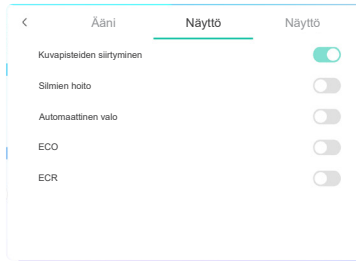 Ääni Näyttö Näyttö
Kuvapisteiden siirtyminen
Silmien hoito
Automaattinen valo
ECO
ECR